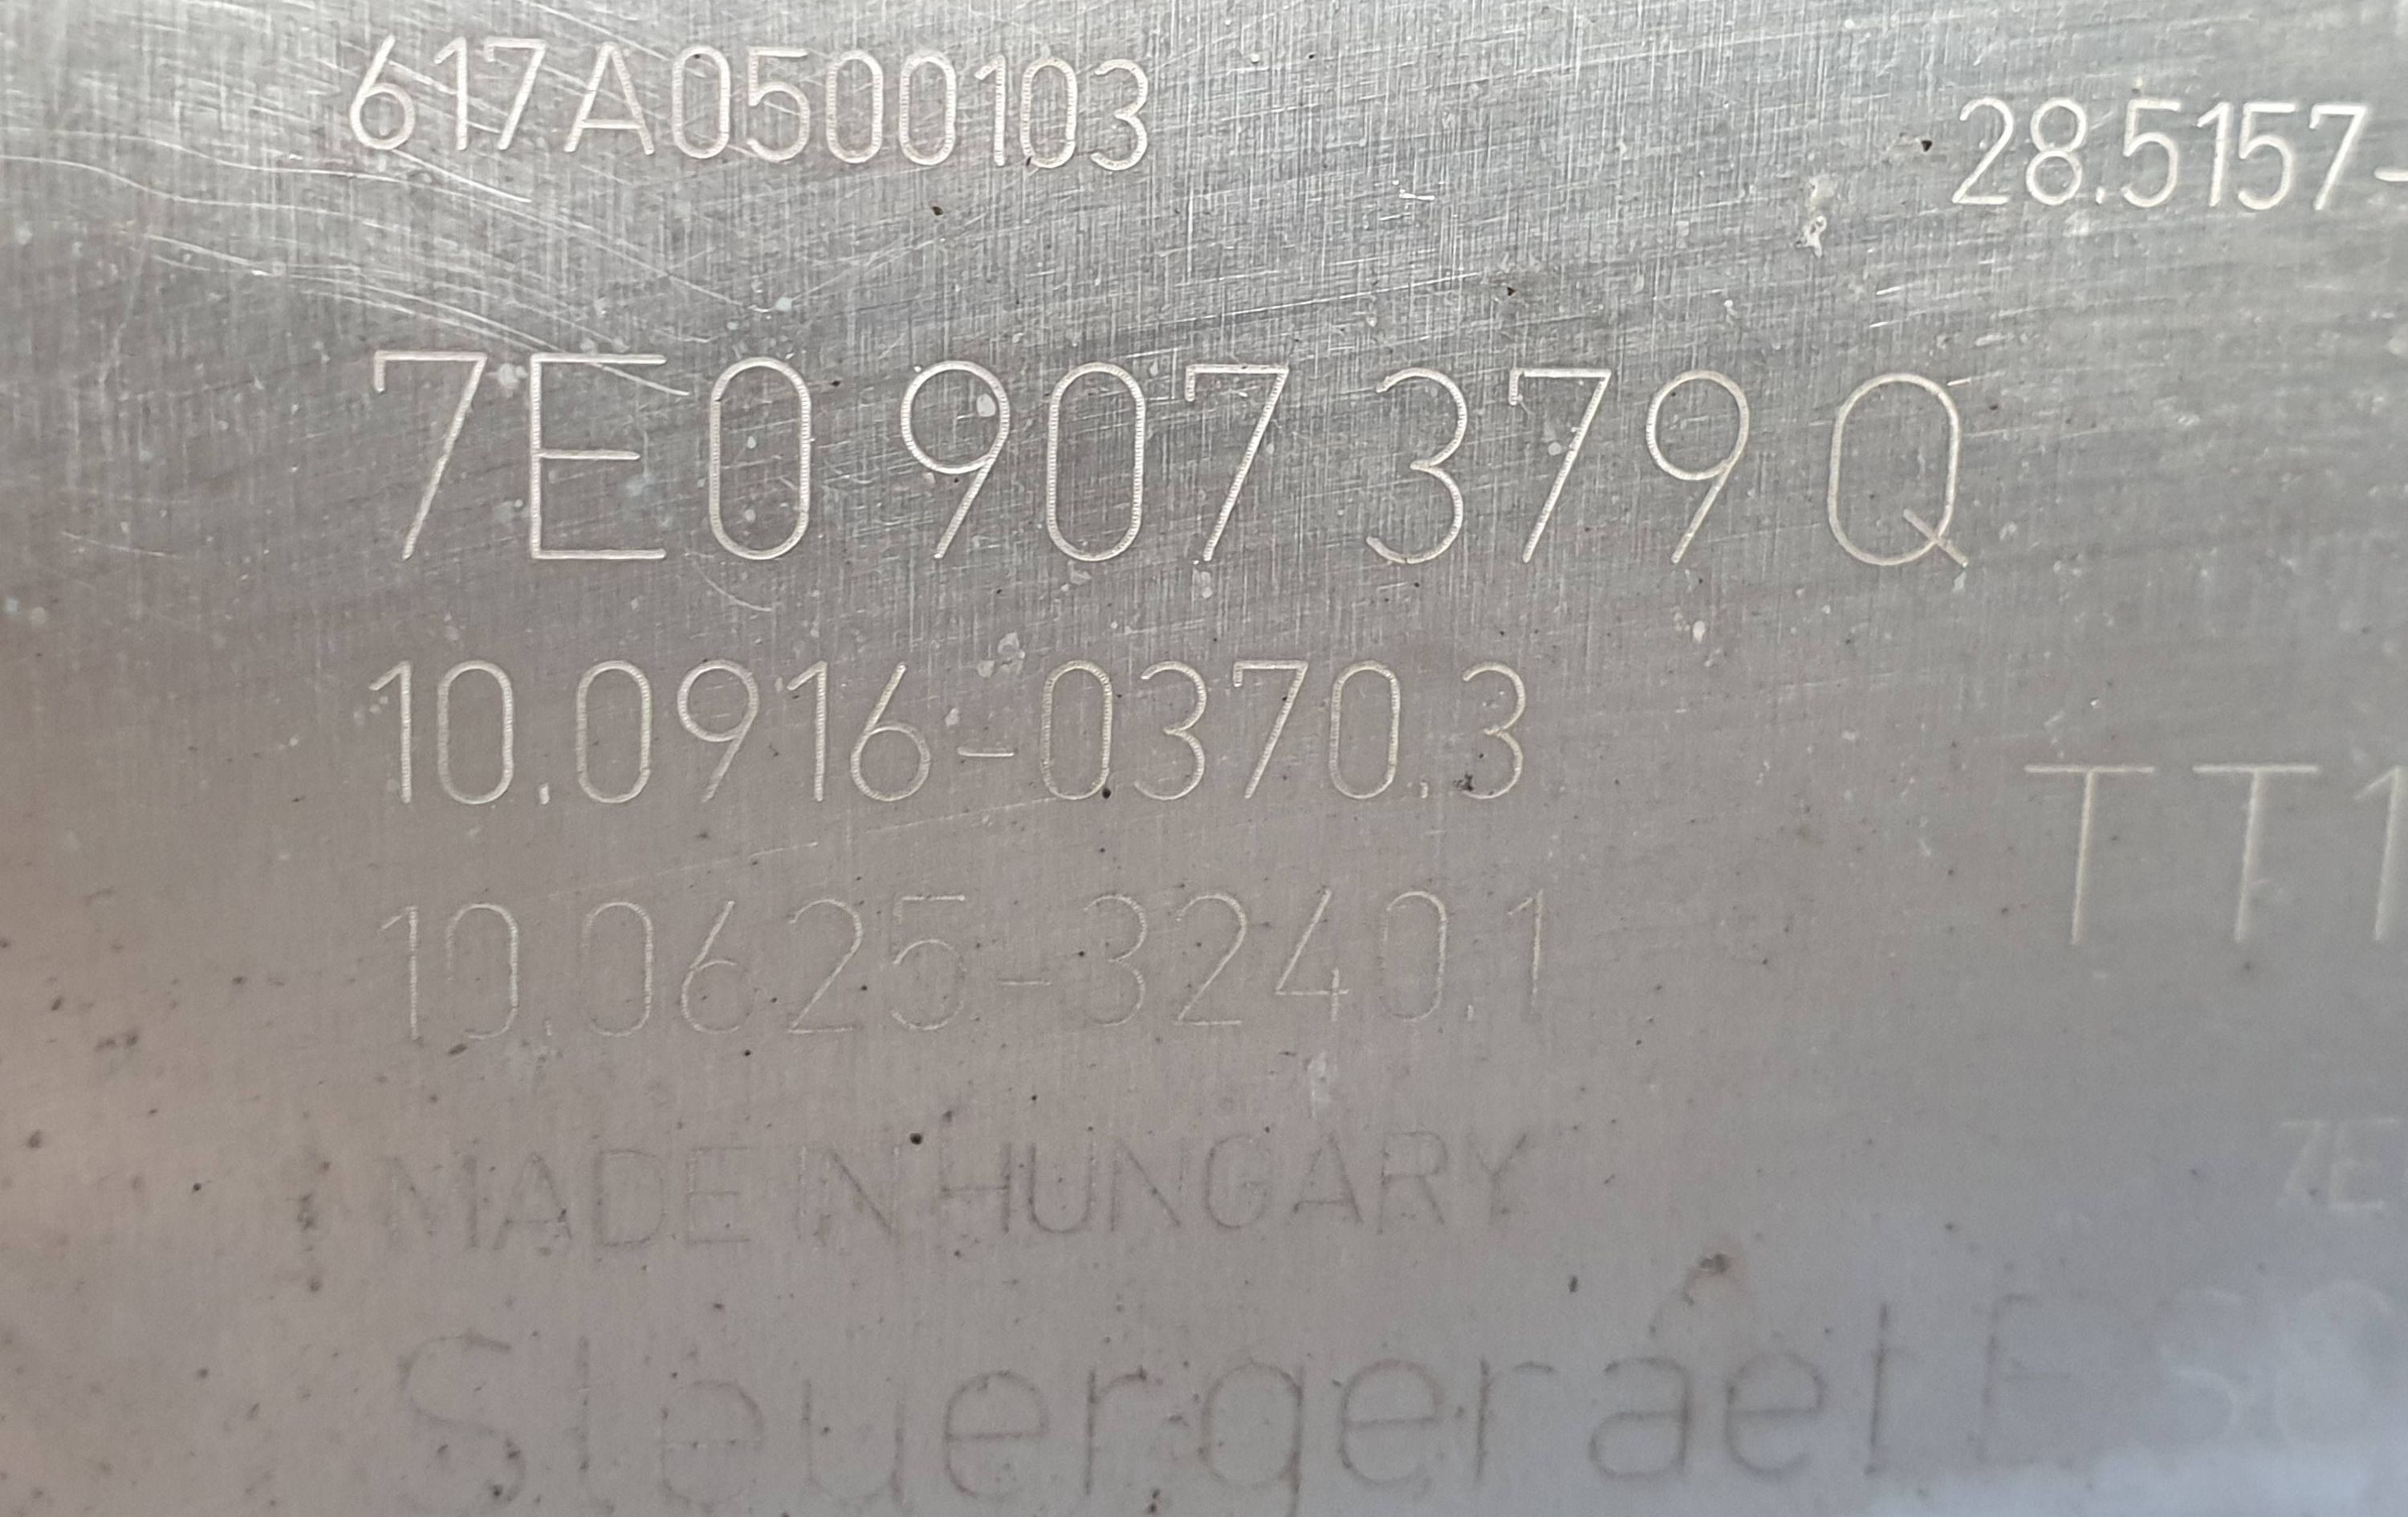 617A0500103
28.5157-
7E0 907 379 Q
10.0916-0370.3
TT1
10.0625-3240.1
MADE IN HUNGARY
7E
Steuergeraet E